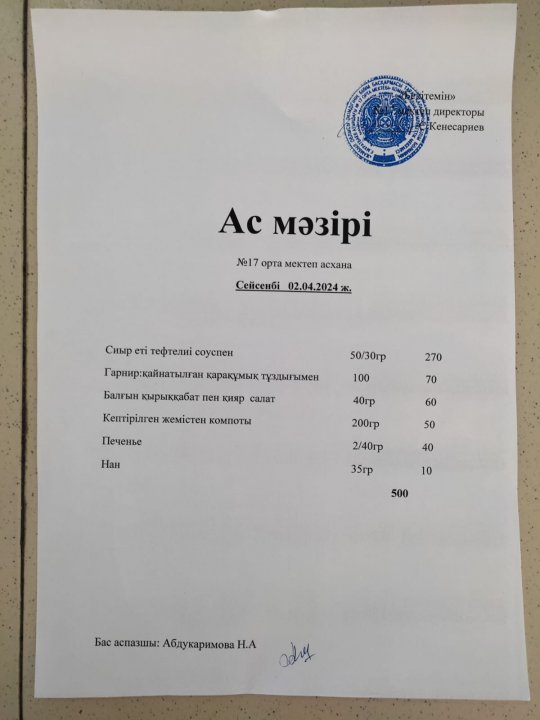 «Бекітемін»
мектеп директоры
С.Кенесариев
Ас мәзірі
№17 орта мектеп асхана
Сейсенбі 02.04.2024 ж.
Сиыр еті тефтелиі соуспен 50/30гр 270
Гарнир:қайнатылған қарақұмық тұздығымен 100 70
Балғын қырыққабат пен қияр салат 40гр 60
Кептірілген жемістен компоты 200гр 50
Печенье 2/40гр 40
Нан 35гр 10
500
Бас аспазшы: Абдукаримова Н.А